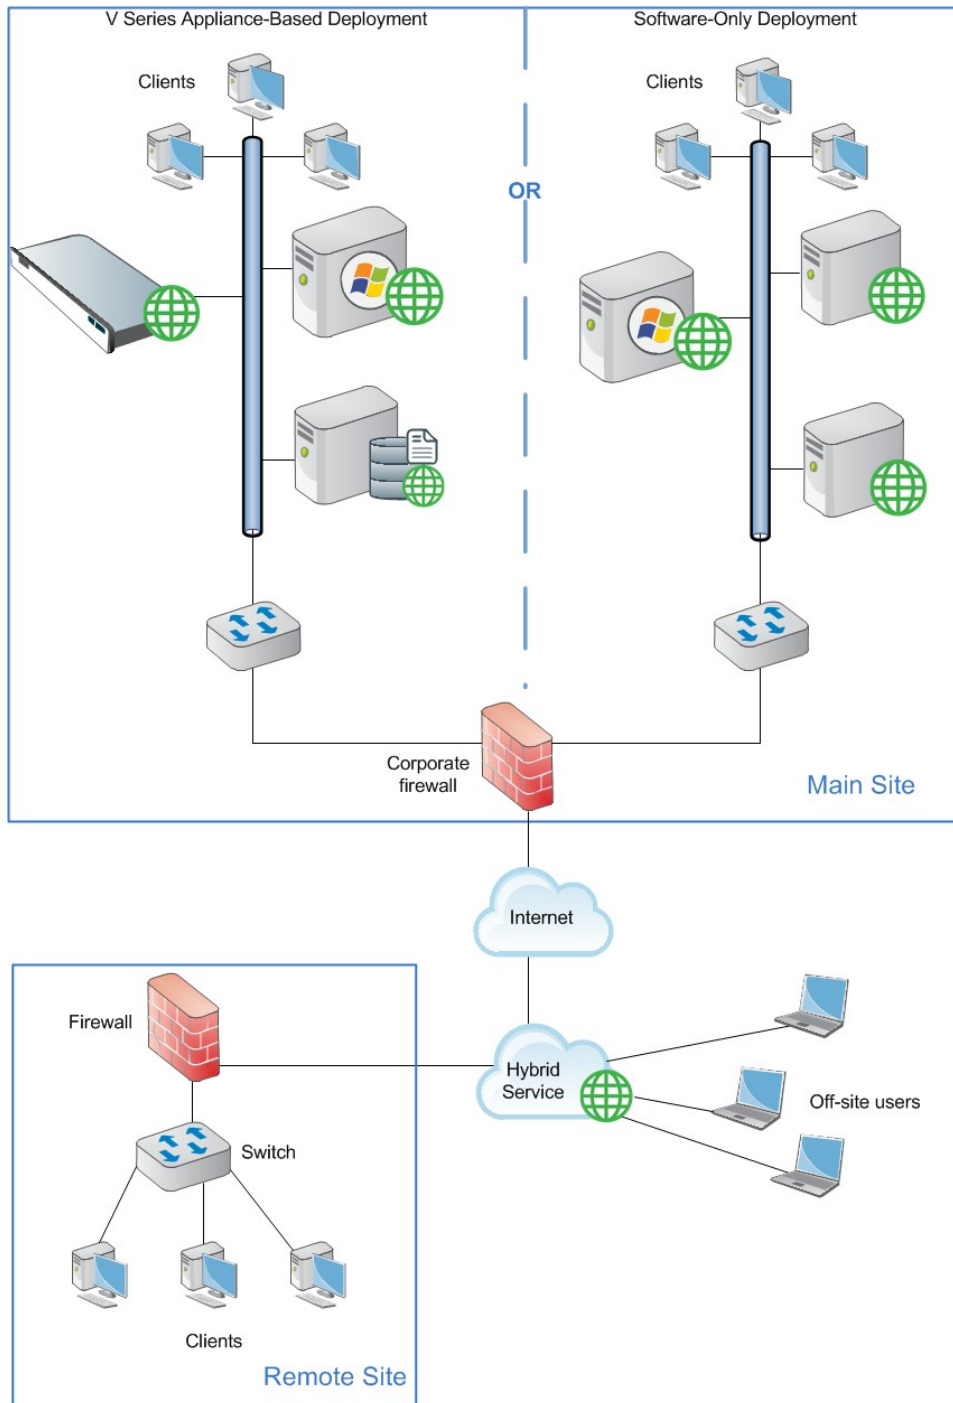 V Series Appliance-Based Deployment
Software-Only Deployment
Clients
Clients
OR
Corporate
firewall
Main Site
Internet
Firewall
Hybrid
Service
Off-site users
Switch
Clients
Remote Site